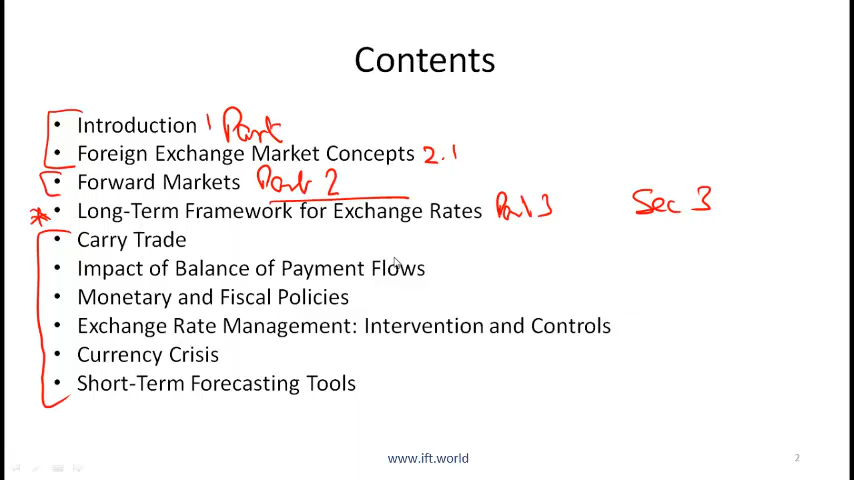 Contents
• Introduction 1 Part
• Foreign Exchange Market Concepts 2.1
• Forward Markets Part 2
• Long-Term Framework for Exchange Rates Part 3 Sec 3
• Carry Trade
• Impact of Balance of Payment Flows
• Monetary and Fiscal Policies
• Exchange Rate Management: Intervention and Controls
• Currency Crisis
• Short-Term Forecasting Tools
www.ift.world 2